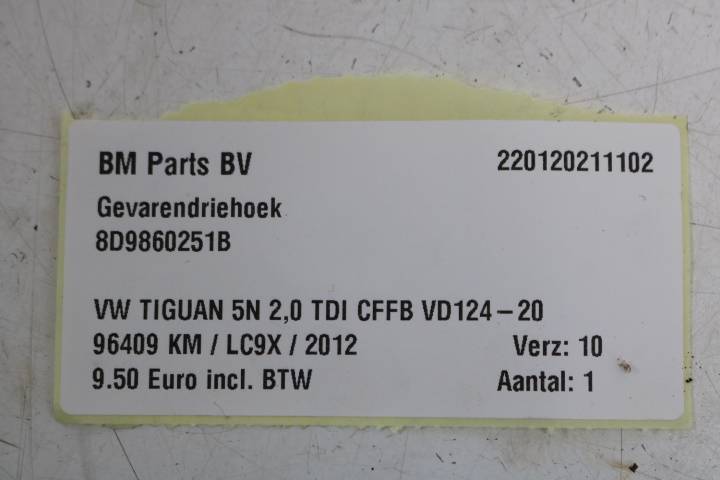 BM Parts BV 220120211102
Gevarendriehoek
8D9860251B
VW TIGUAN 5N 2,0 TDI CFFB VD124-20
96409 KM / LC9X / 2012 Verz: 10
9.50 Euro incl. BTW Aantal: 1